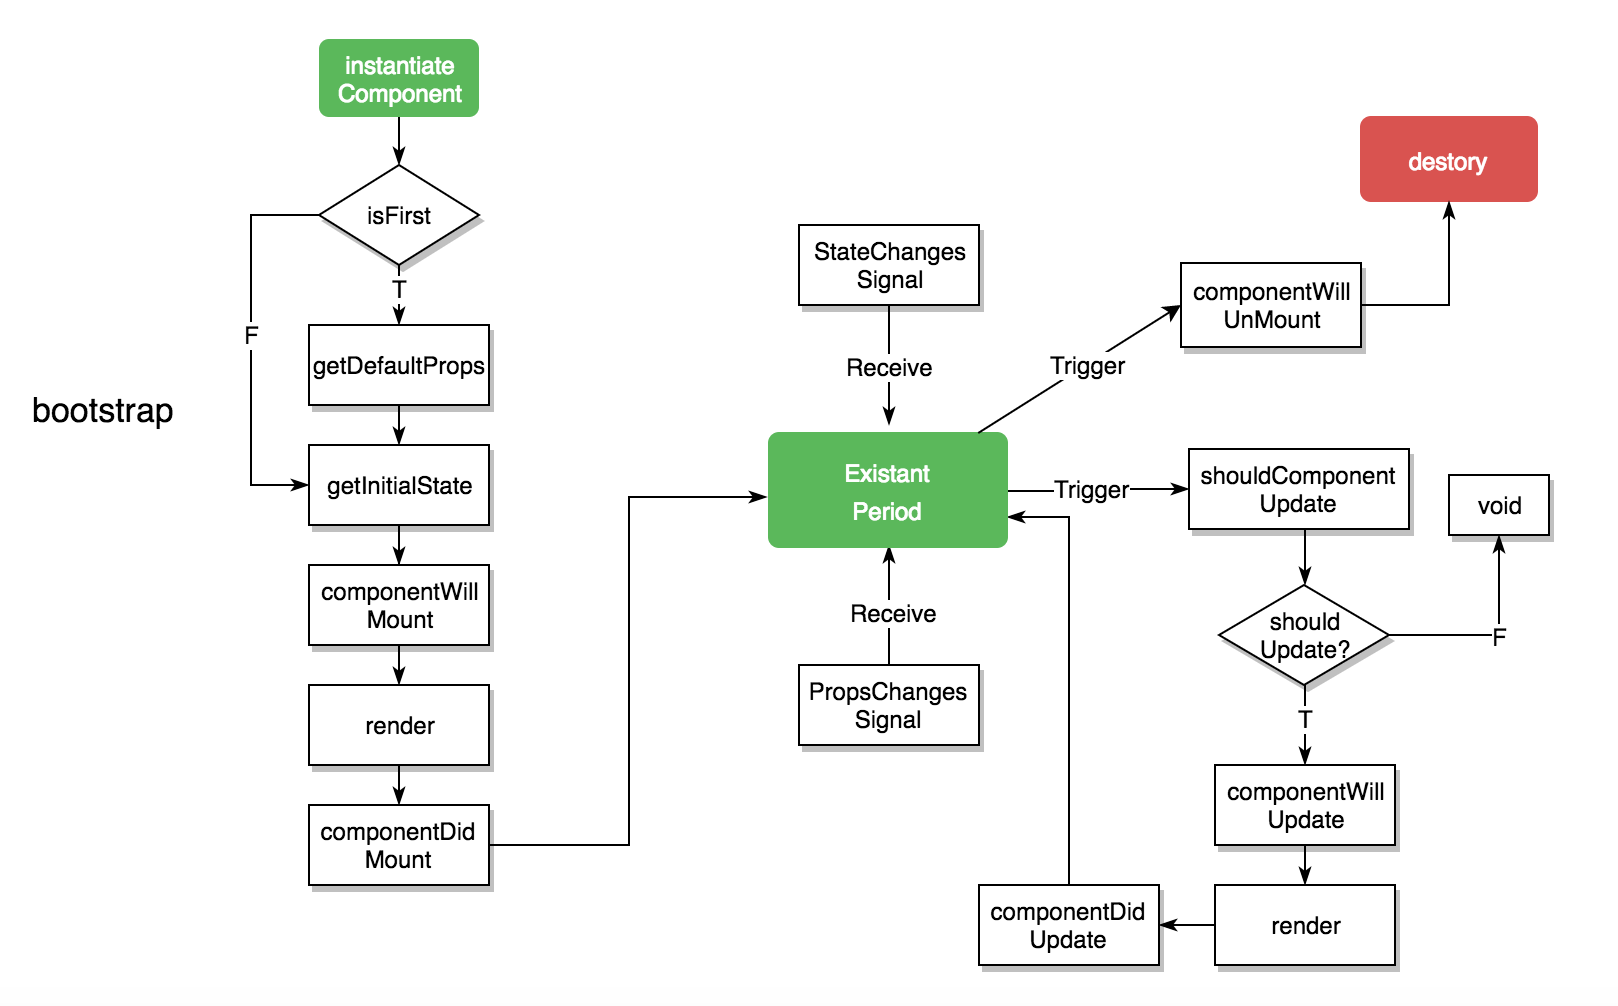 instantiate
Component
isFirst
T
F
getDefaultProps
bootstrap
getInitialState
componentWill
Mount
render
componentDid
Mount
StateChanges
Signal
Receive
Existant
Period
Receive
PropsChanges
Signal
Trigger
componentWill
UnMount
destory
Trigger
shouldComponent
Update
void
should
Update?
F
T
componentWill
Update
render
componentDid
Update